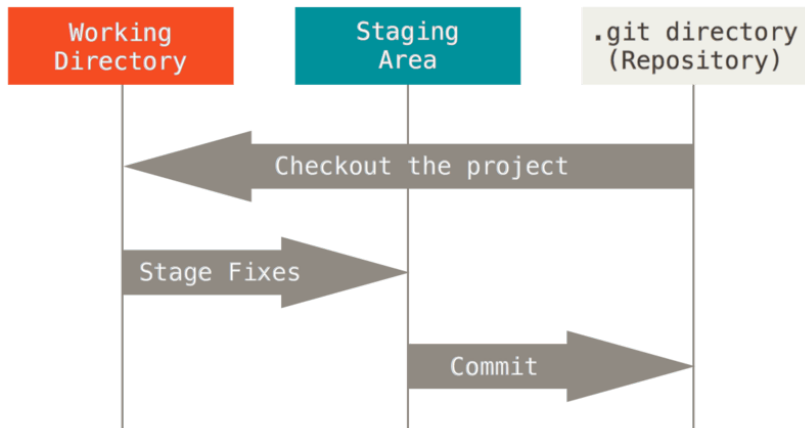 Working
Directory
Staging
Area
.git directory
(Repository)
Checkout the project
Stage Fixes
Commit